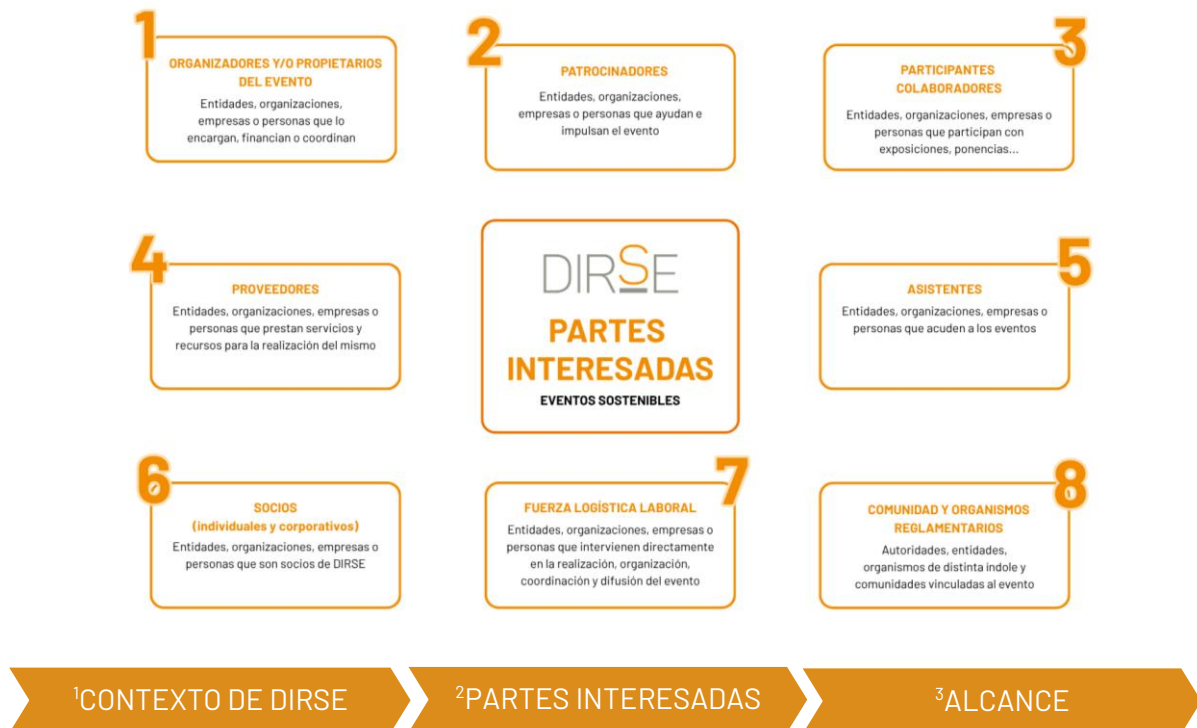 1
ORGANIZADORES Y/O PROPIETARIOS
DEL EVENTO
Entidades, organizaciones,
empresas o personas que lo
encargan, financian o coordinan
2
PATROCINADORES
Entidades, organizaciones,
empresas o personas que ayudan e
impulsan el evento
3
PARTICIPANTES
COLABORADORES
Entidades, organizaciones, empresas o
personas que participan con
exposiciones, ponencias...
4
PROVEEDORES
Entidades, organizaciones, empresas o
personas que prestan servicios y
recursos para la realización del mismo
DIRSE
PARTES
INTERESADAS
EVENTOS SOSTENIBLES
5
ASISTENTES
Entidades, organizaciones, empresas o
personas que acuden a los eventos
6
SOCIOS
(individuales y corporativos)
Entidades, organizaciones, empresas o
personas que son socios de DIRSE
7
FUERZA LOGÍSTICA LABORAL
Entidades, organizaciones, empresas o
personas que intervienen directamente
en la realización, organización,
coordinación y difusión del evento
8
COMUNIDAD Y ORGANISMOS
REGLAMENTARIOS
Autoridades, entidades,
organismos de distinta índole y
comunidades vinculadas al evento
¹CONTEXTO DE DIRSE
²PARTES INTERESADAS
³ALCANCE